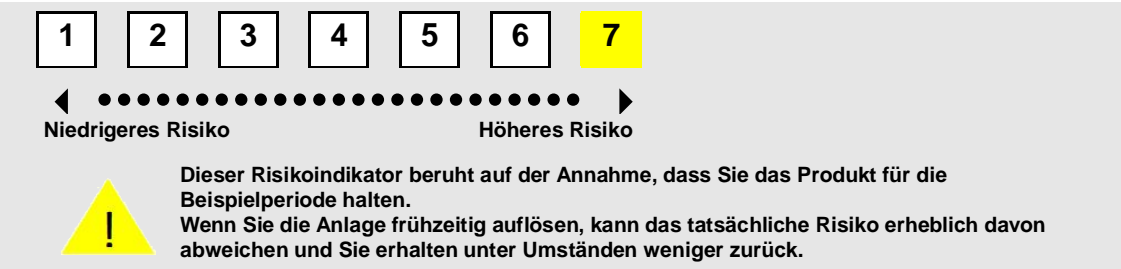 1 2 3 4 5 6 7
Niedrigeres Risiko Höheres Risiko
Dieser Risikoindikator beruht auf der Annahme, dass Sie das Produkt für die
Beispielperiode halten.
! Wenn Sie die Anlage frühzeitig auflösen, kann das tatsächliche Risiko erheblich davon
abweichen und Sie erhalten unter Umständen weniger zurück.